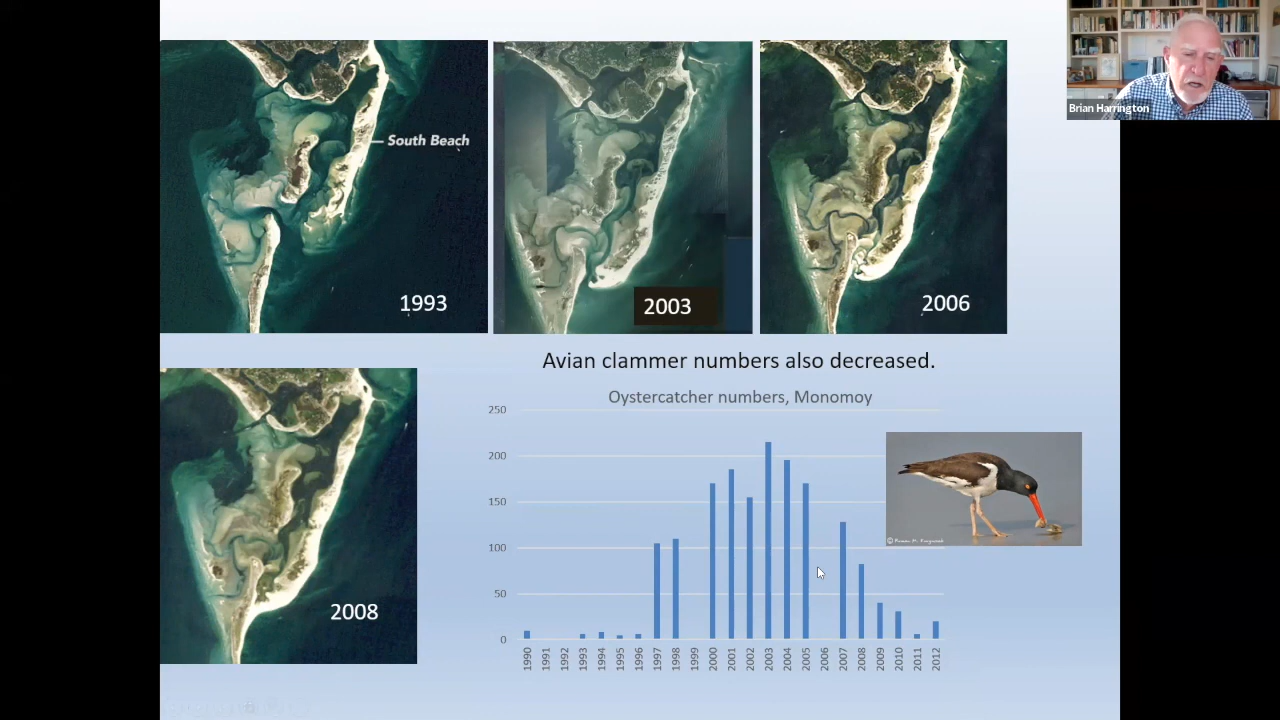 Brian Harrington
South Beach
1993
2003
2006
2008
Avian clammer numbers also decreased.
Oystercatcher numbers, Monomoy
250
200
150
100
50
0
1990 1991 1992 1993 1994 1995 1996 1997 1998 1999 2000 2001 2002 2003 2004 2005 2006 2007 2008 2009 2010 2011 2012